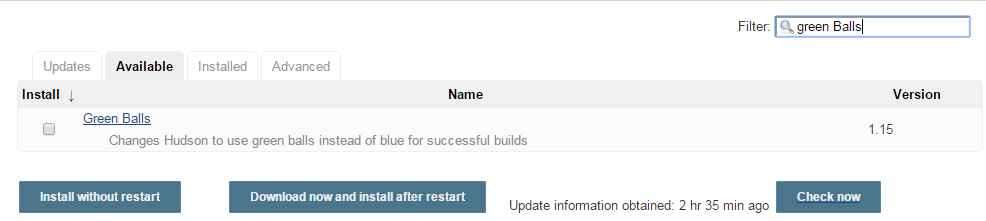 Filter: green Balls
Updates Available Installed Advanced
Install ↓ Name Version
Green Balls 1.15
Changes Hudson to use green balls instead of blue for successful builds
Install without restart Download now and install after restart Update information obtained: 2 hr 35 min ago Check now